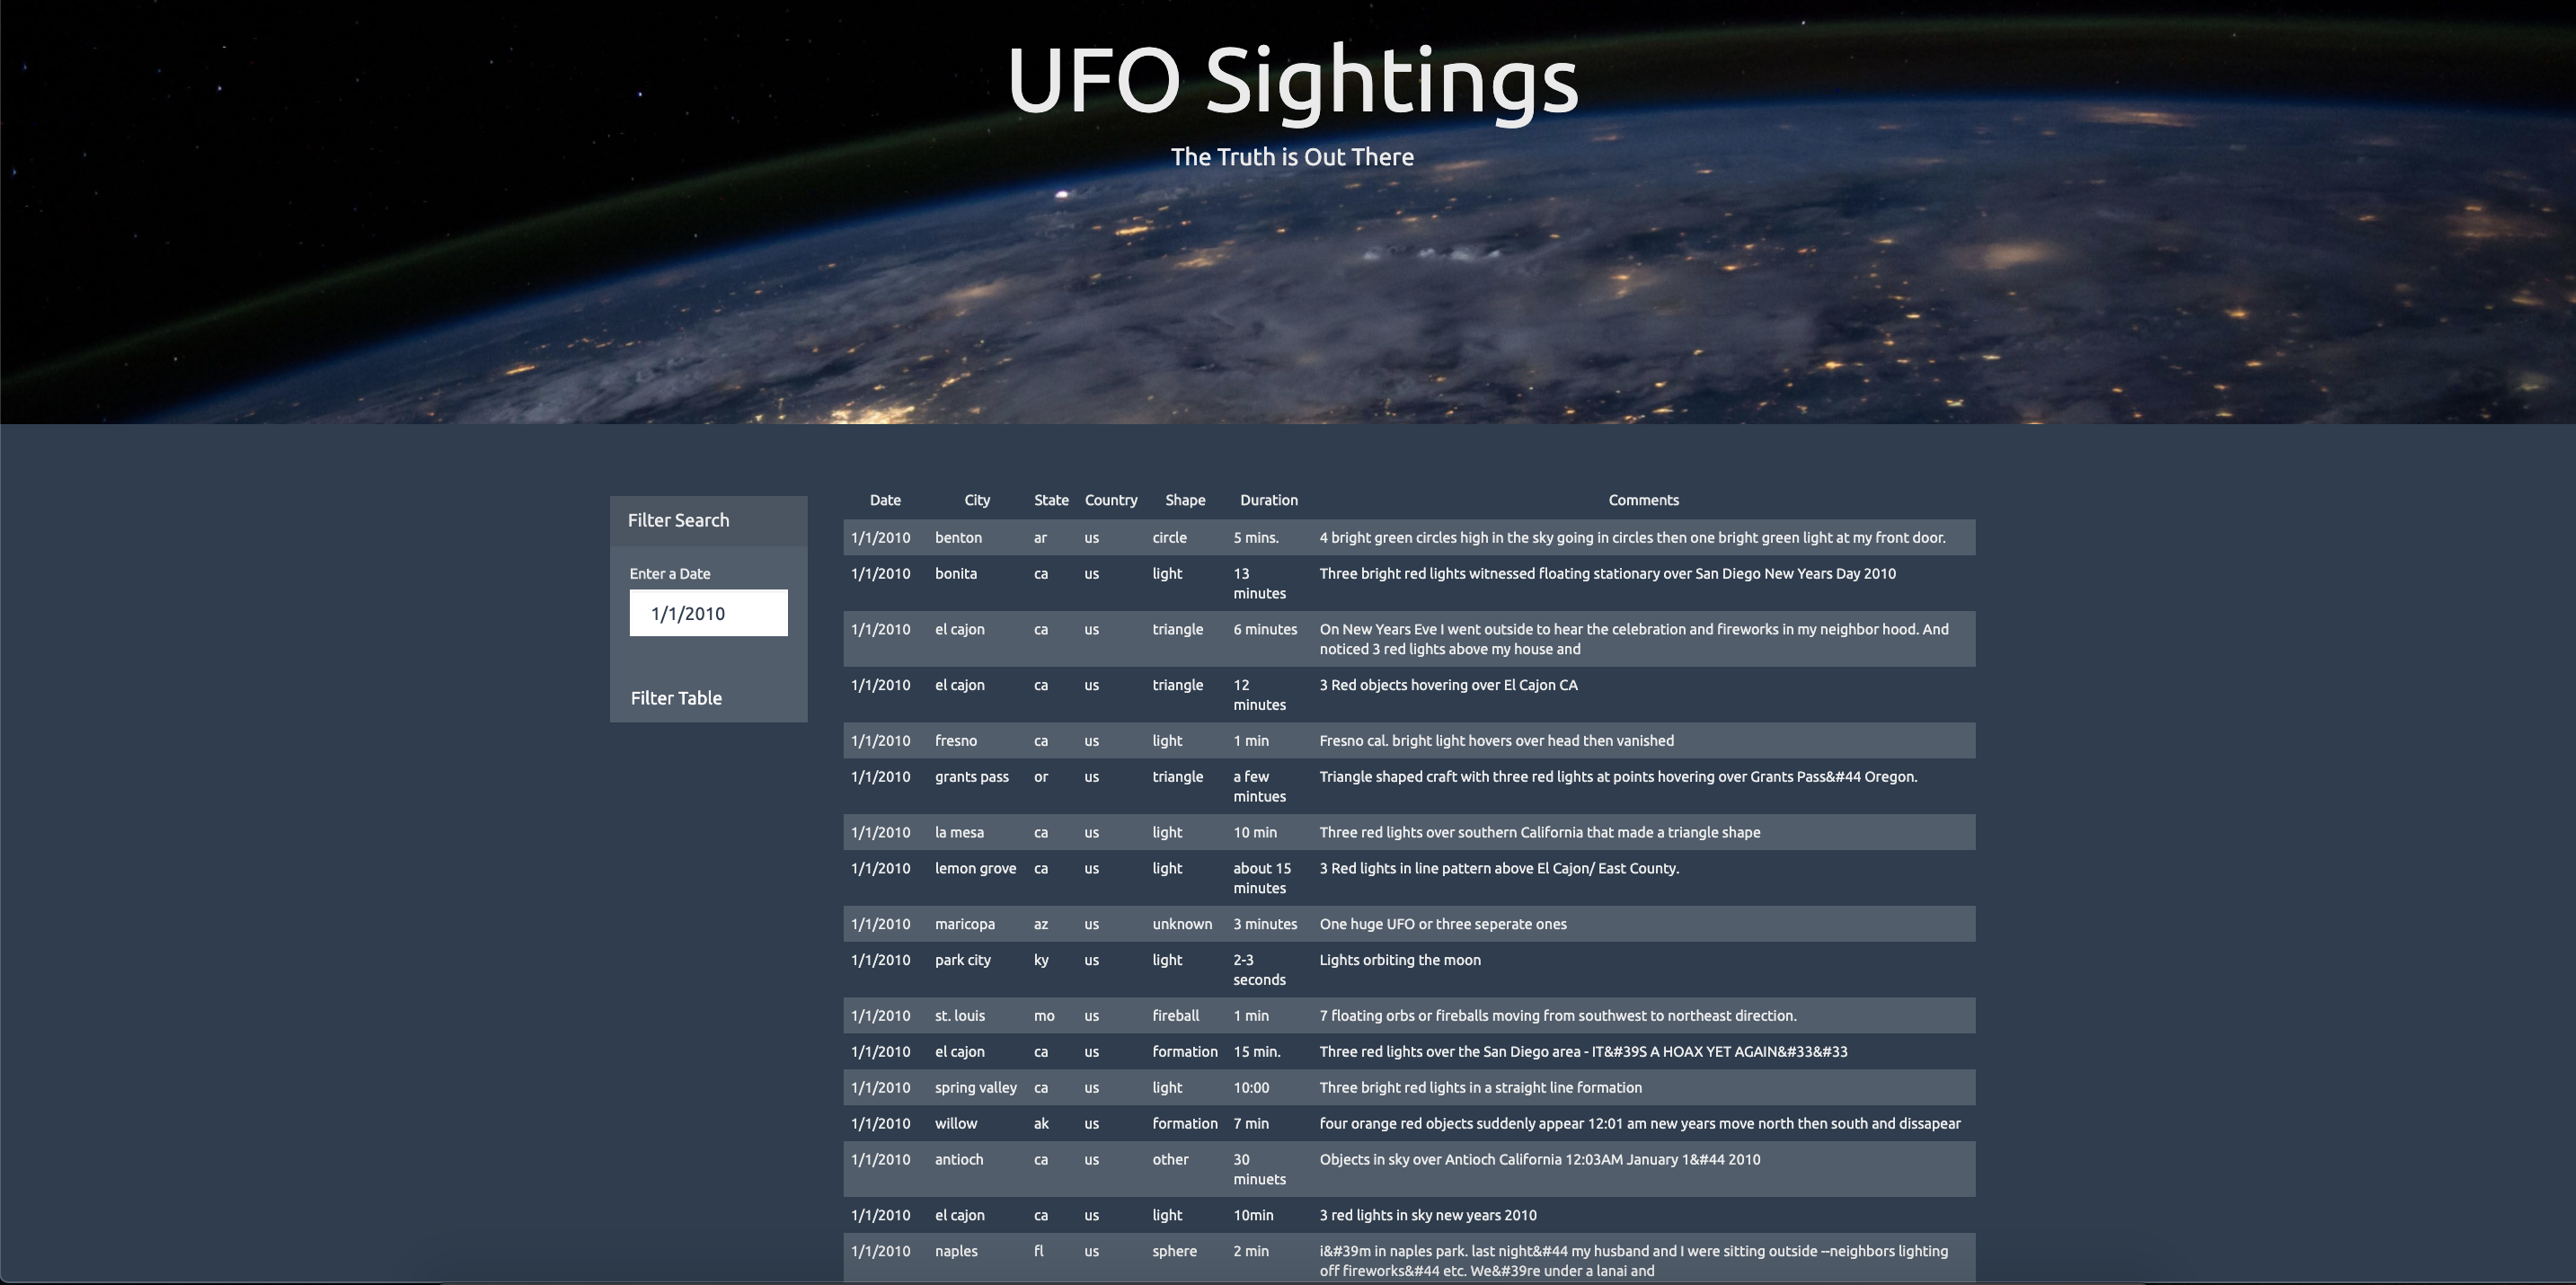 UFO Sightings
The Truth is Out There
Filter Search
Enter a Date
1/1/2010
Filter Table
Date City State Country Shape Duration Comments
1/1/2010 benton ar us circle 5 mins. 4 bright green circles high in the sky going in circles then one bright green light at my front door.
1/1/2010 bonita ca us light 13 Three bright red lights witnessed floating stationary over San Diego New Years Day 2010
minutes
1/1/2010 el cajon ca us triangle 6 minutes On New Years Eve I went outside to hear the celebration and fireworks in my neighbor hood. And
noticed 3 red lights above my house and
1/1/2010 el cajon ca us triangle 12 3 Red objects hovering over El Cajon CA
minutes
1/1/2010 fresno ca us light 1 min Fresno cal. bright light hovers over head then vanished
1/1/2010 grants pass or us triangle a few Triangle shaped craft with three red lights at points hovering over Grants Pass&#44 Oregon.
mintues
1/1/2010 la mesa ca us light 10 min Three red lights over southern California that made a triangle shape
1/1/2010 lemon grove ca us light about 15 3 Red lights in line pattern above El Cajon/ East County.
minutes
1/1/2010 maricopa az us unknown 3 minutes One huge UFO or three seperate ones
1/1/2010 park city ky us light 2-3 Lights orbiting the moon
seconds
1/1/2010 st. louis mo us fireball 1 min 7 floating orbs or fireballs moving from southwest to northeast direction.
1/1/2010 el cajon ca us formation 15 min. Three red lights over the San Diego area - IT&#39S A HOAX YET AGAIN&#33&#33
1/1/2010 spring valley ca us light 10:00 Three bright red lights in a straight line formation
1/1/2010 willow ak us formation 7 min four orange red objects suddenly appear 12:01 am new years move north then south and dissapear
1/1/2010 antioch ca us other 30 Objects in sky over Antioch California 12:03AM January 1&#44 2010
minuets
1/1/2010 el cajon ca us light 10min 3 red lights in sky new years 2010
1/1/2010 naples fl us sphere 2 min i&#39m in naples park. last night&#44 my husband and I were sitting outside --neighbors lighting
off fireworks&#44 etc. We&#39re under a lanai and